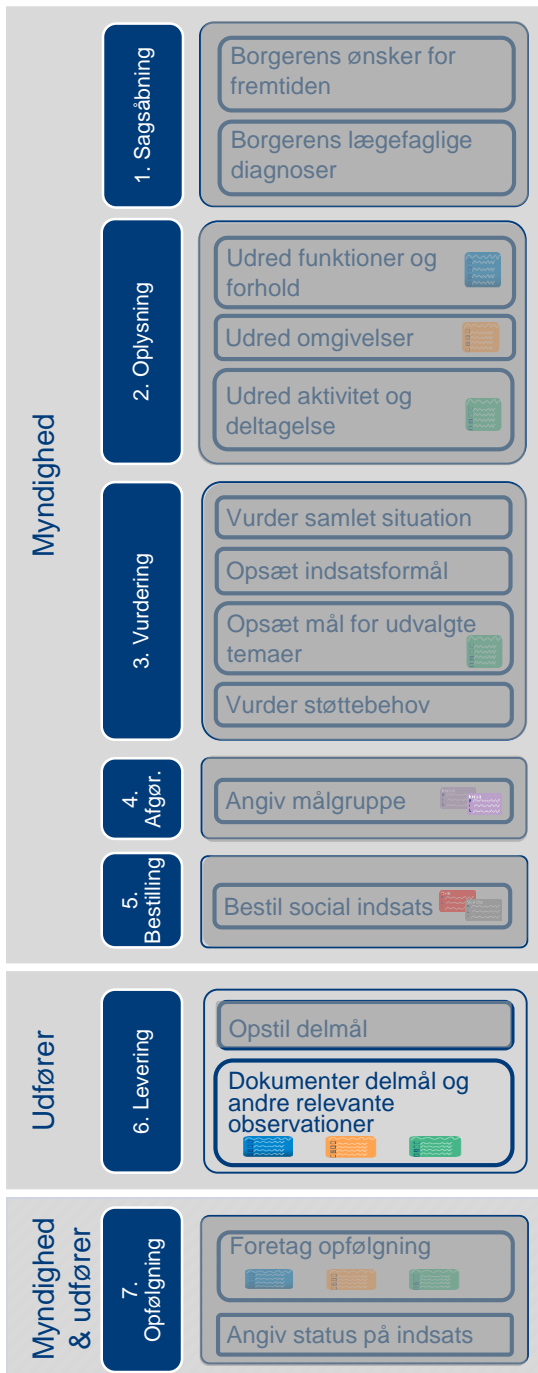 Myndighed
1. Sagsåbning
Borgerens ønsker for
fremtiden
Borgerens lægefaglige
diagnoser
2. Oplysning
Udred funktioner og
forhold
Udred omgivelser
Udred aktivitet og
deltagelse
3. Vurdering
Vurder samlet situation
Opsæt indsatsformål
Opsæt mål for udvalgte
temaer
Vurder støttebehov
4.
Afgør.
Angiv målgruppe
5.
Bestilling
Bestil social indsats
Udfører
6. Levering
Opstil delmål
Dokumenter delmål og
andre relevante
observationer
Myndighed
& udfører
7.
Opfølgning
Foretag opfølgning
Angiv status på indsats